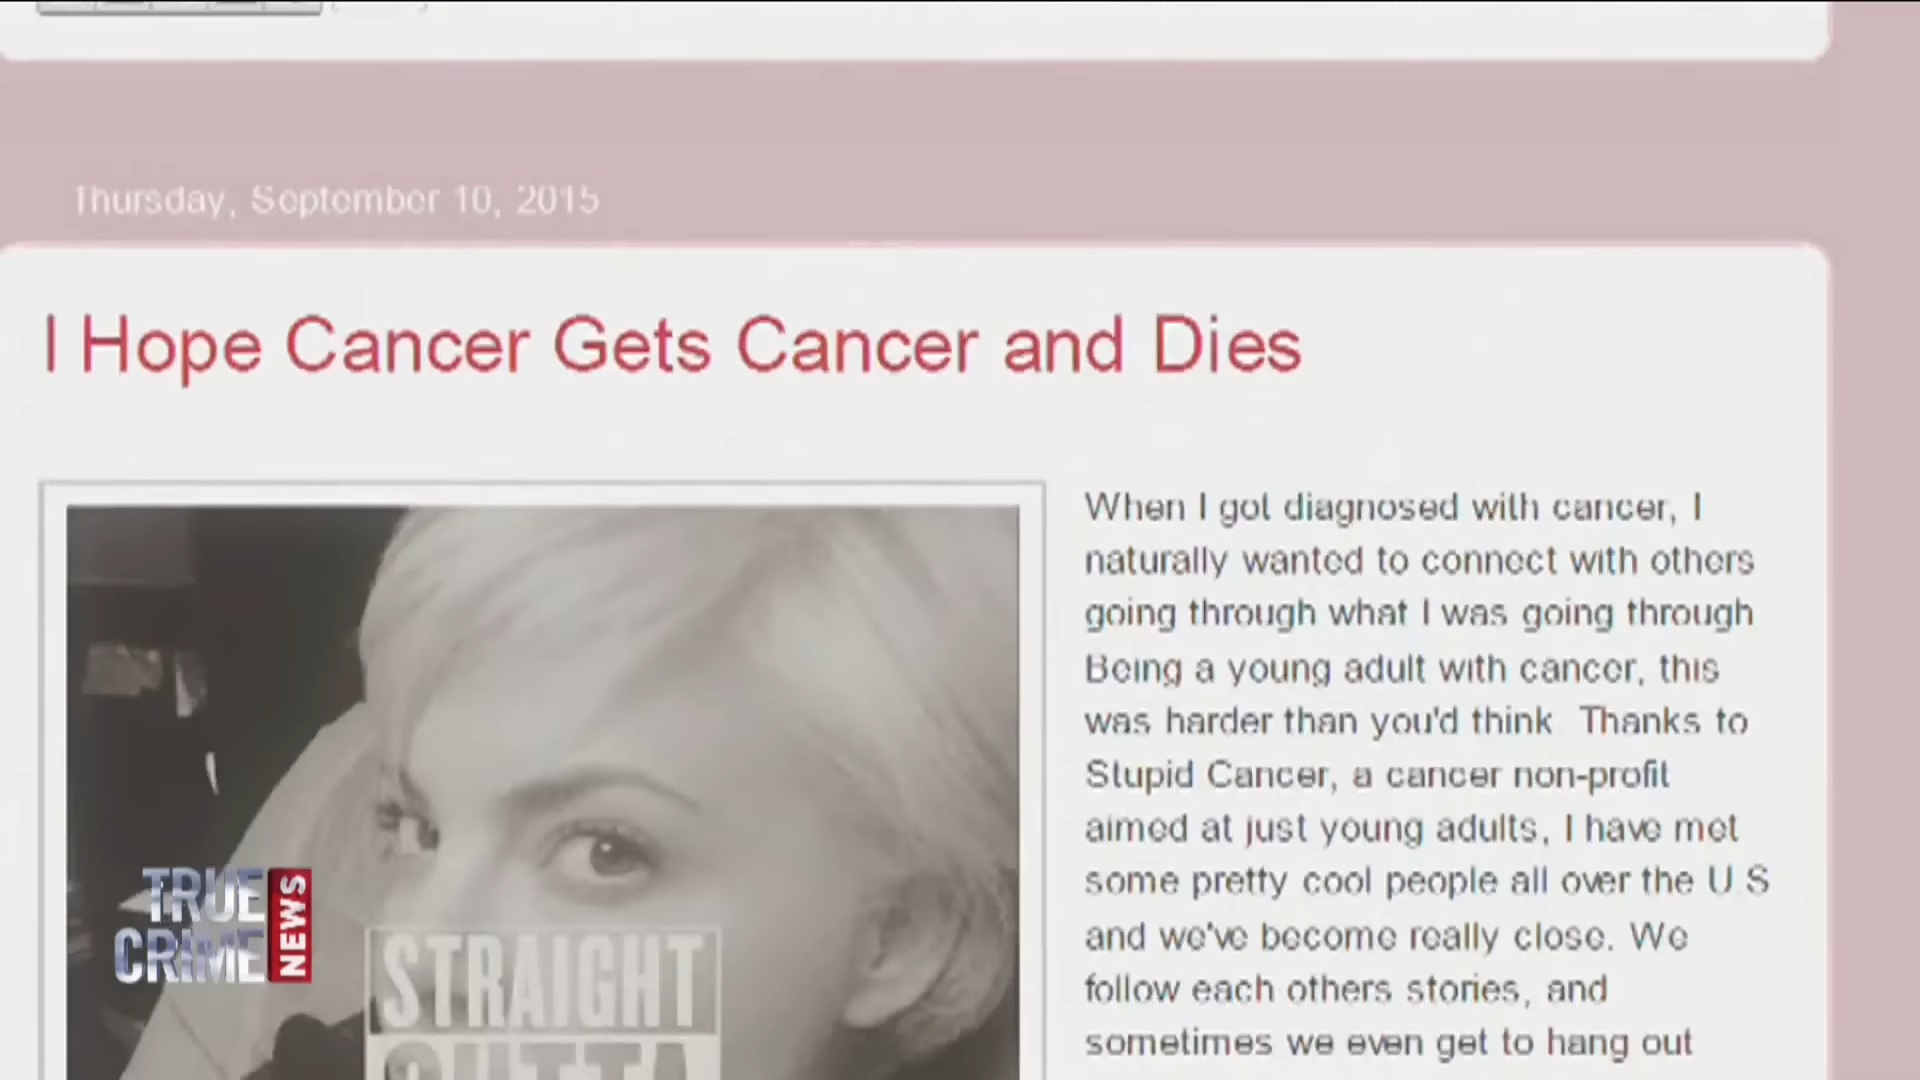 Thursday, September 10, 2015
I Hope Cancer Gets Cancer and Dies
When I got diagnosed with cancer, I
naturally wanted to connect with others
going through what I was going through
Being a young adult with cancer, this
was harder than you'd think Thanks to
Stupid Cancer, a cancer non-profit
aimed at just young adults, I have met
some pretty cool people all over the U.S
and we've become really close. We
follow each others stories, and
sometimes we even get to hang out
STRAIGHT
OUTTA
TRUE
CRIME
NEWS